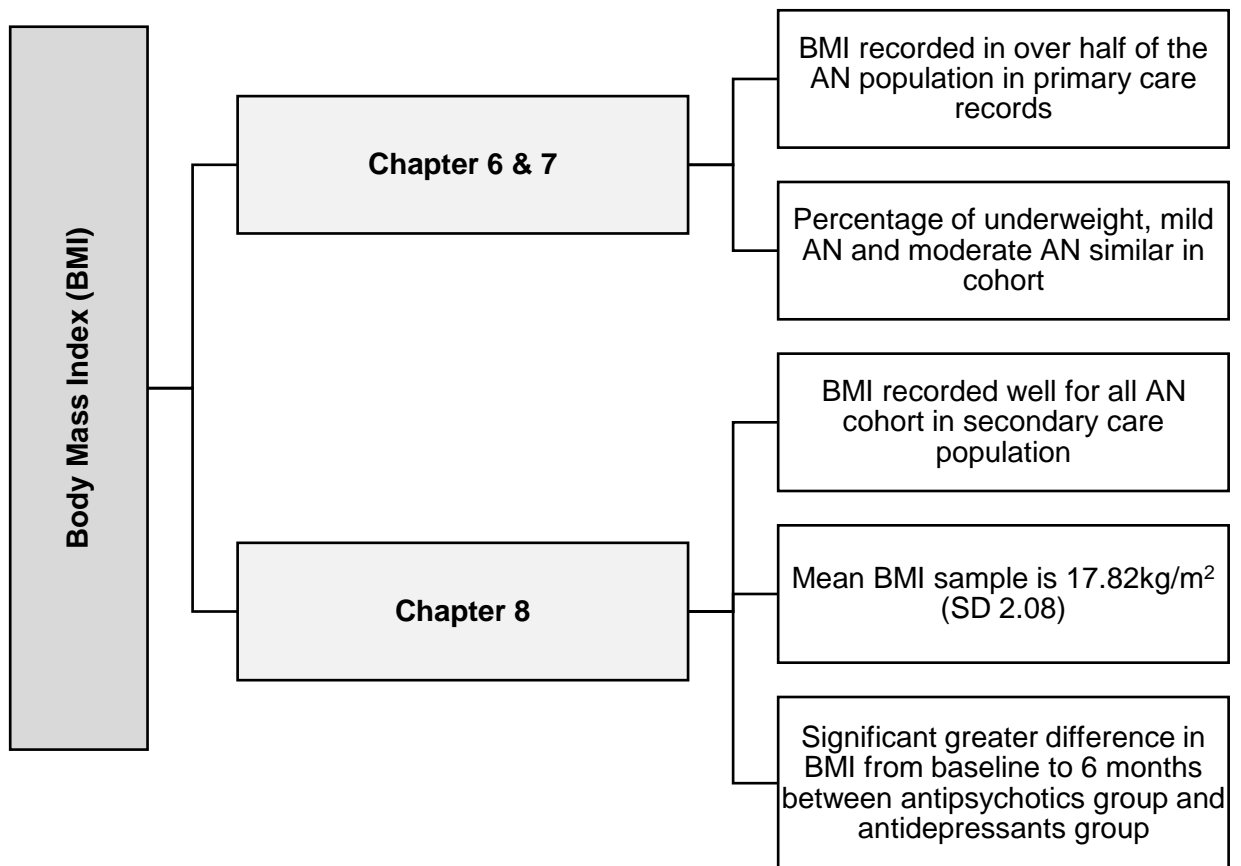 Body Mass Index (BMI)
Chapter 6 & 7
BMI recorded in over half of the
AN population in primary care
records
Percentage of underweight, mild
AN and moderate AN similar in
cohort
Chapter 8
BMI recorded well for all AN
cohort in secondary care
population
Mean BMI sample is 17.82kg/m²
(SD 2.08)
Significant greater difference in
BMI from baseline to 6 months
between antipsychotics group and
antidepressants group